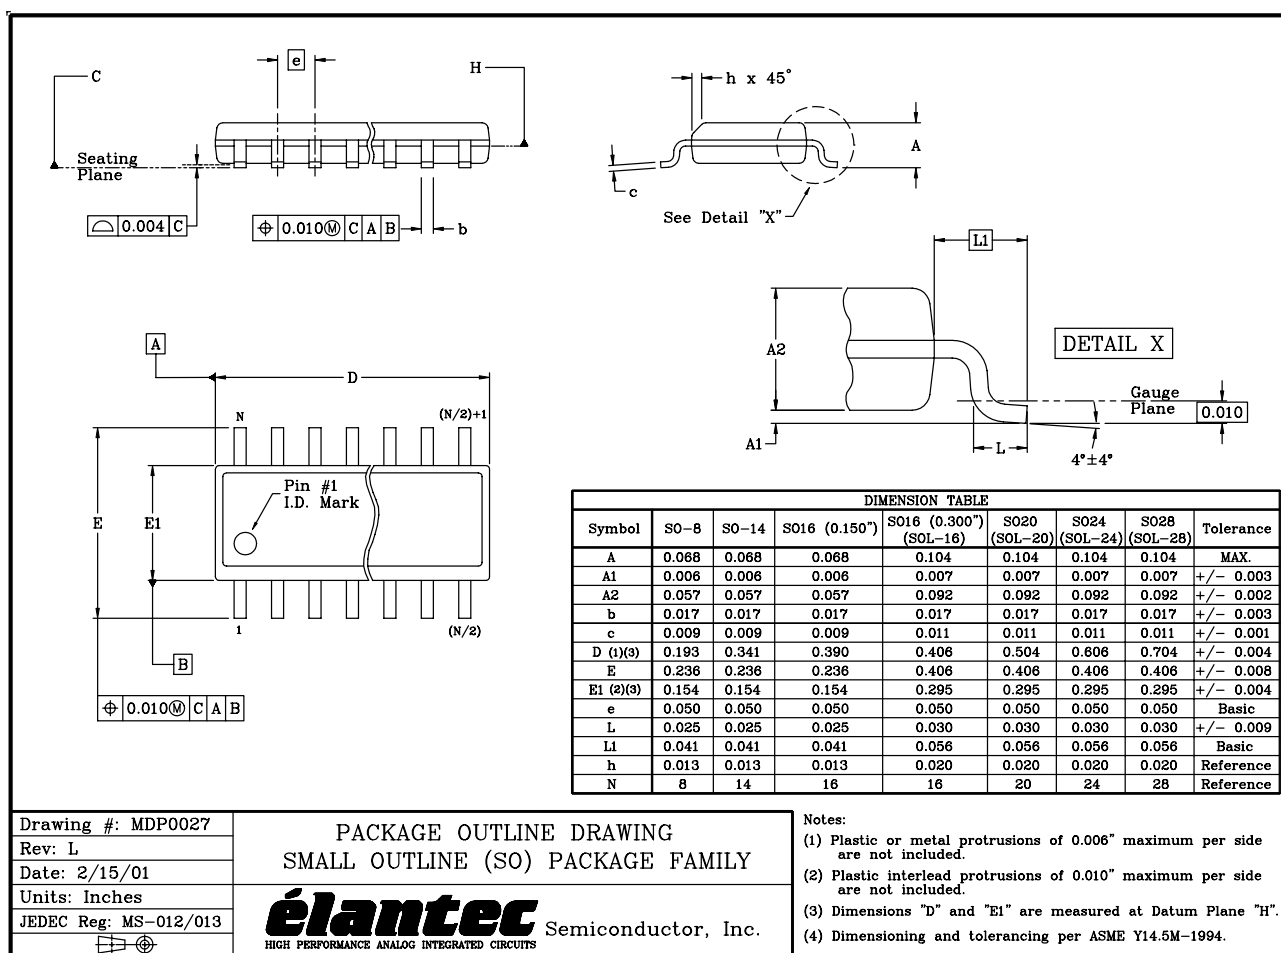 e
C
H
Seating
Plane
0.004 C
0.010Ⓜ C A B
b
h x 45°
A
c
See Detail "X"
L1
A2
DETAIL X
Gauge
Plane
0.010
A1
L
4°±4°
A
D
N
(N/2)+1
Pin #1
I.D. Mark
E
E1
1
(N/2)
B
0.010Ⓜ C A B
DIMENSION TABLE
Symbol SO-8 SO-14 SO16 (0.150") SO16 (0.300") (SOL-16) SO20 (SOL-20) SO24 (SOL-24) SO28 (SOL-28) Tolerance
A 0.068 0.068 0.068 0.104 0.104 0.104 0.104 MAX.
A1 0.006 0.006 0.006 0.007 0.007 0.007 0.007 +/- 0.003
A2 0.057 0.057 0.057 0.092 0.092 0.092 0.092 +/- 0.002
b 0.017 0.017 0.017 0.017 0.017 0.017 0.017 +/- 0.003
c 0.009 0.009 0.009 0.011 0.011 0.011 0.011 +/- 0.001
D (1)(3) 0.193 0.341 0.390 0.406 0.504 0.606 0.704 +/- 0.004
E 0.236 0.236 0.236 0.406 0.406 0.406 0.406 +/- 0.008
E1 (2)(3) 0.154 0.154 0.154 0.295 0.295 0.295 0.295 +/- 0.004
e 0.050 0.050 0.050 0.050 0.050 0.050 0.050 Basic
L 0.025 0.025 0.025 0.030 0.030 0.030 0.030 +/- 0.009
L1 0.041 0.041 0.041 0.056 0.056 0.056 0.056 Basic
h 0.013 0.013 0.013 0.020 0.020 0.020 0.020 Reference
N 8 14 16 16 20 24 28 Reference
Drawing #: MDP0027
Rev: L
Date: 2/15/01
Units: Inches
JEDEC Reg: MS-012/013
PACKAGE OUTLINE DRAWING
SMALL OUTLINE (SO) PACKAGE FAMILY
élantec Semiconductor, Inc.
HIGH PERFORMANCE ANALOG INTEGRATED CIRCUITS
Notes:
(1) Plastic or metal protrusions of 0.006" maximum per side
are not included.
(2) Plastic interlead protrusions of 0.010" maximum per side
are not included.
(3) Dimensions "D" and "E1" are measured at Datum Plane "H".
(4) Dimensioning and tolerancing per ASME Y14.5M-1994.